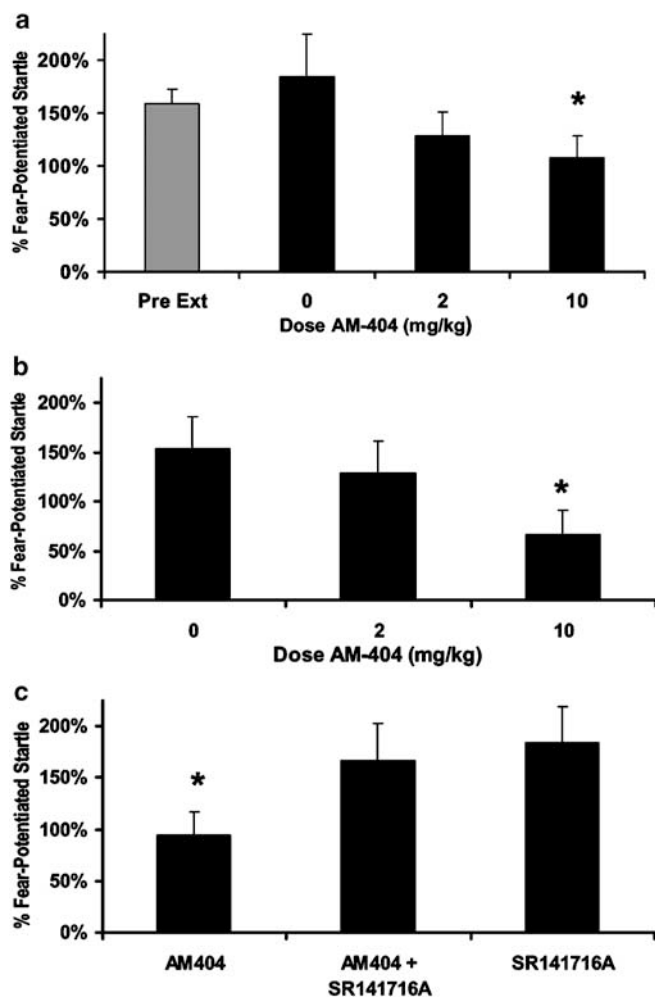 a
% Fear-Potentiated Startle
200%
150%
100%
50%
0%
*
Pre Ext 0 2 10
Dose AM-404 (mg/kg)
b
% Fear-Potentiated Startle
200%
150%
100%
50%
0%
*
0 2 10
Dose AM-404 (mg/kg)
c
% Fear-Potentiated Startle
200%
150%
100%
50%
0%
*
AM404 AM404 + SR141716A
SR141716A